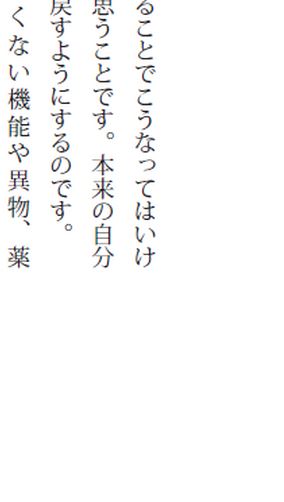 ることでこうなってはいけ
思うことです。本来の自分
戻すようにするのです。
くない機能や異物、薬